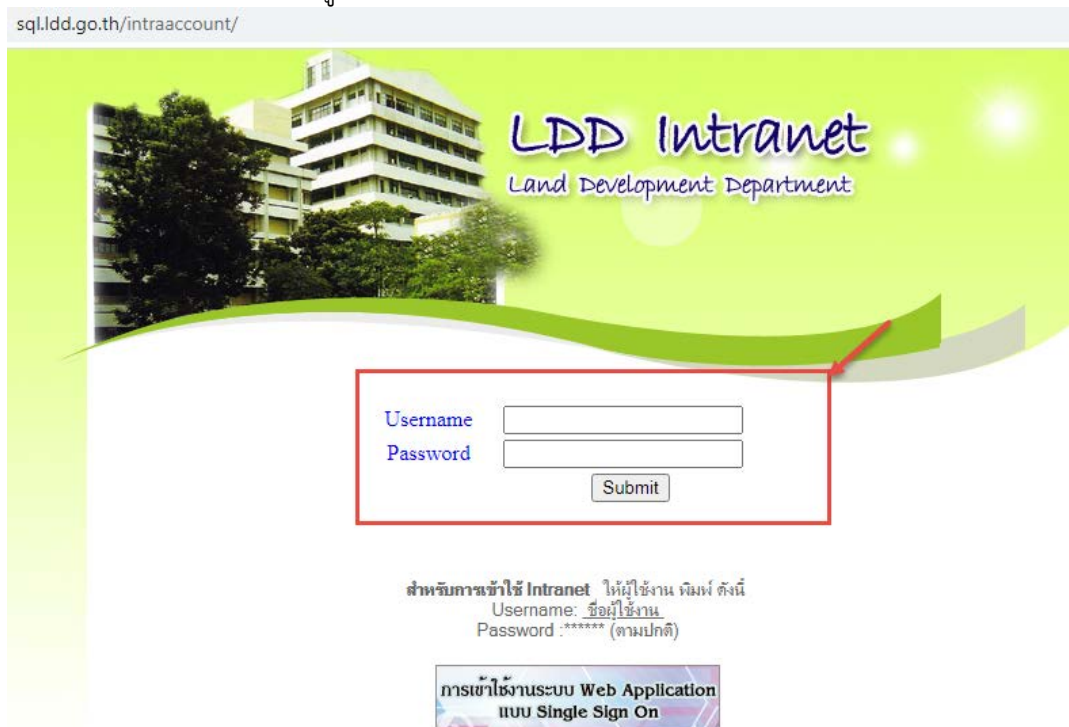 sql.ldd.go.th/intraaccount/
LDD Intranet
Land Development Department
Username
Password
Submit
สำหรับการเข้าใช้ Intranet ให้ผู้ใช้งาน พิมพ์ ดังนี้
Username: ชื่อผู้ใช้งาน
Password :****** (ตามปกติ)
การเข้าใช้งานระบบ Web Application
แบบ Single Sign On